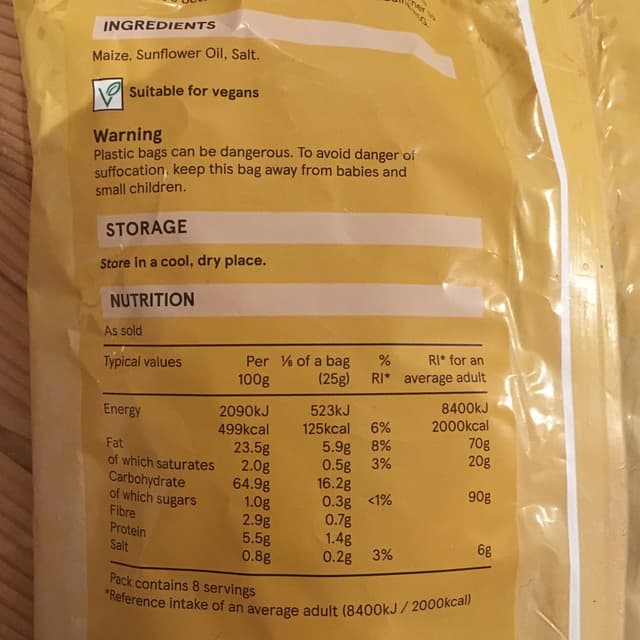 INGREDIENTS
Maize, Sunflower Oil, Salt.
Suitable for vegans
Warning
Plastic bags can be dangerous. To avoid danger of
suffocation, keep this bag away from babies and
small children.
STORAGE
Store in a cool, dry place.
NUTRITION
As sold
Typical values Per 100g ⅛ of a bag (25g) % RI* RI* for an average adult
Energy 2090kJ 523kJ 8400kJ
499kcal 125kcal 6% 2000kcal
Fat 23.5g 5.9g 8% 70g
of which saturates 2.0g 0.5g 3% 20g
Carbohydrate 64.9g 16.2g
of which sugars 1.0g 0.3g <1% 90g
Fibre 2.9g 0.7g
Protein 5.5g 1.4g
Salt 0.8g 0.2g 3% 6g
Pack contains 8 servings
*Reference intake of an average adult (8400kJ / 2000kcal)